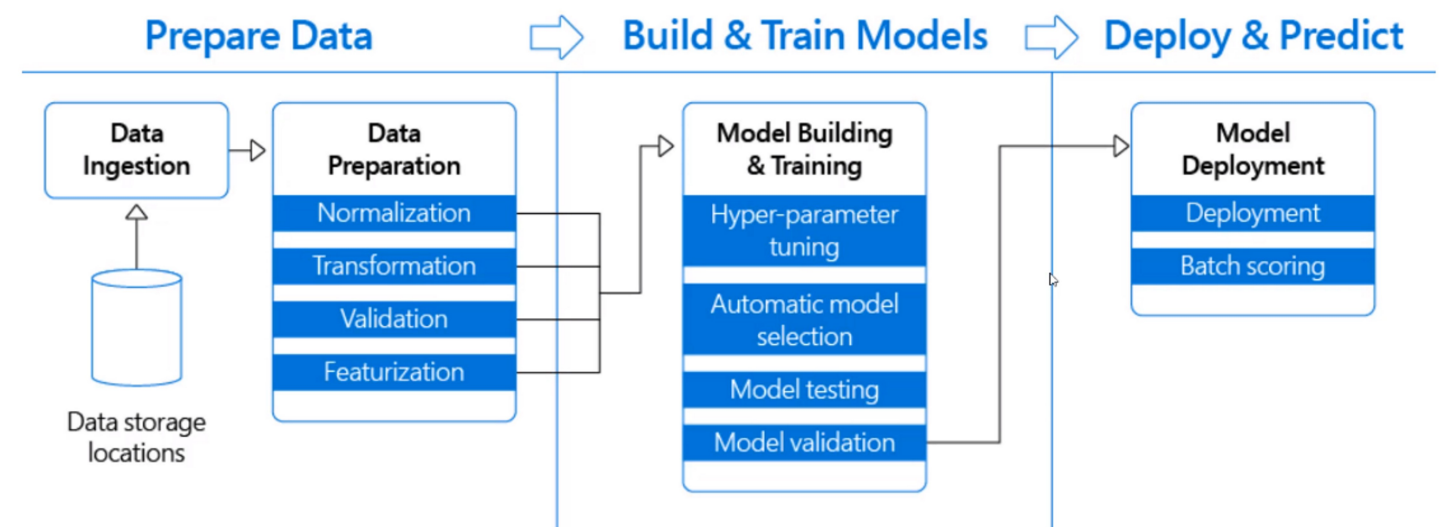 Prepare Data
Build & Train Models
Deploy & Predict
Data
Ingestion
Data storage
locations
Data
Preparation
Normalization
Transformation
Validation
Featurization
Model Building
& Training
Hyper-parameter
tuning
Automatic model
selection
Model testing
Model validation
Model
Deployment
Deployment
Batch scoring